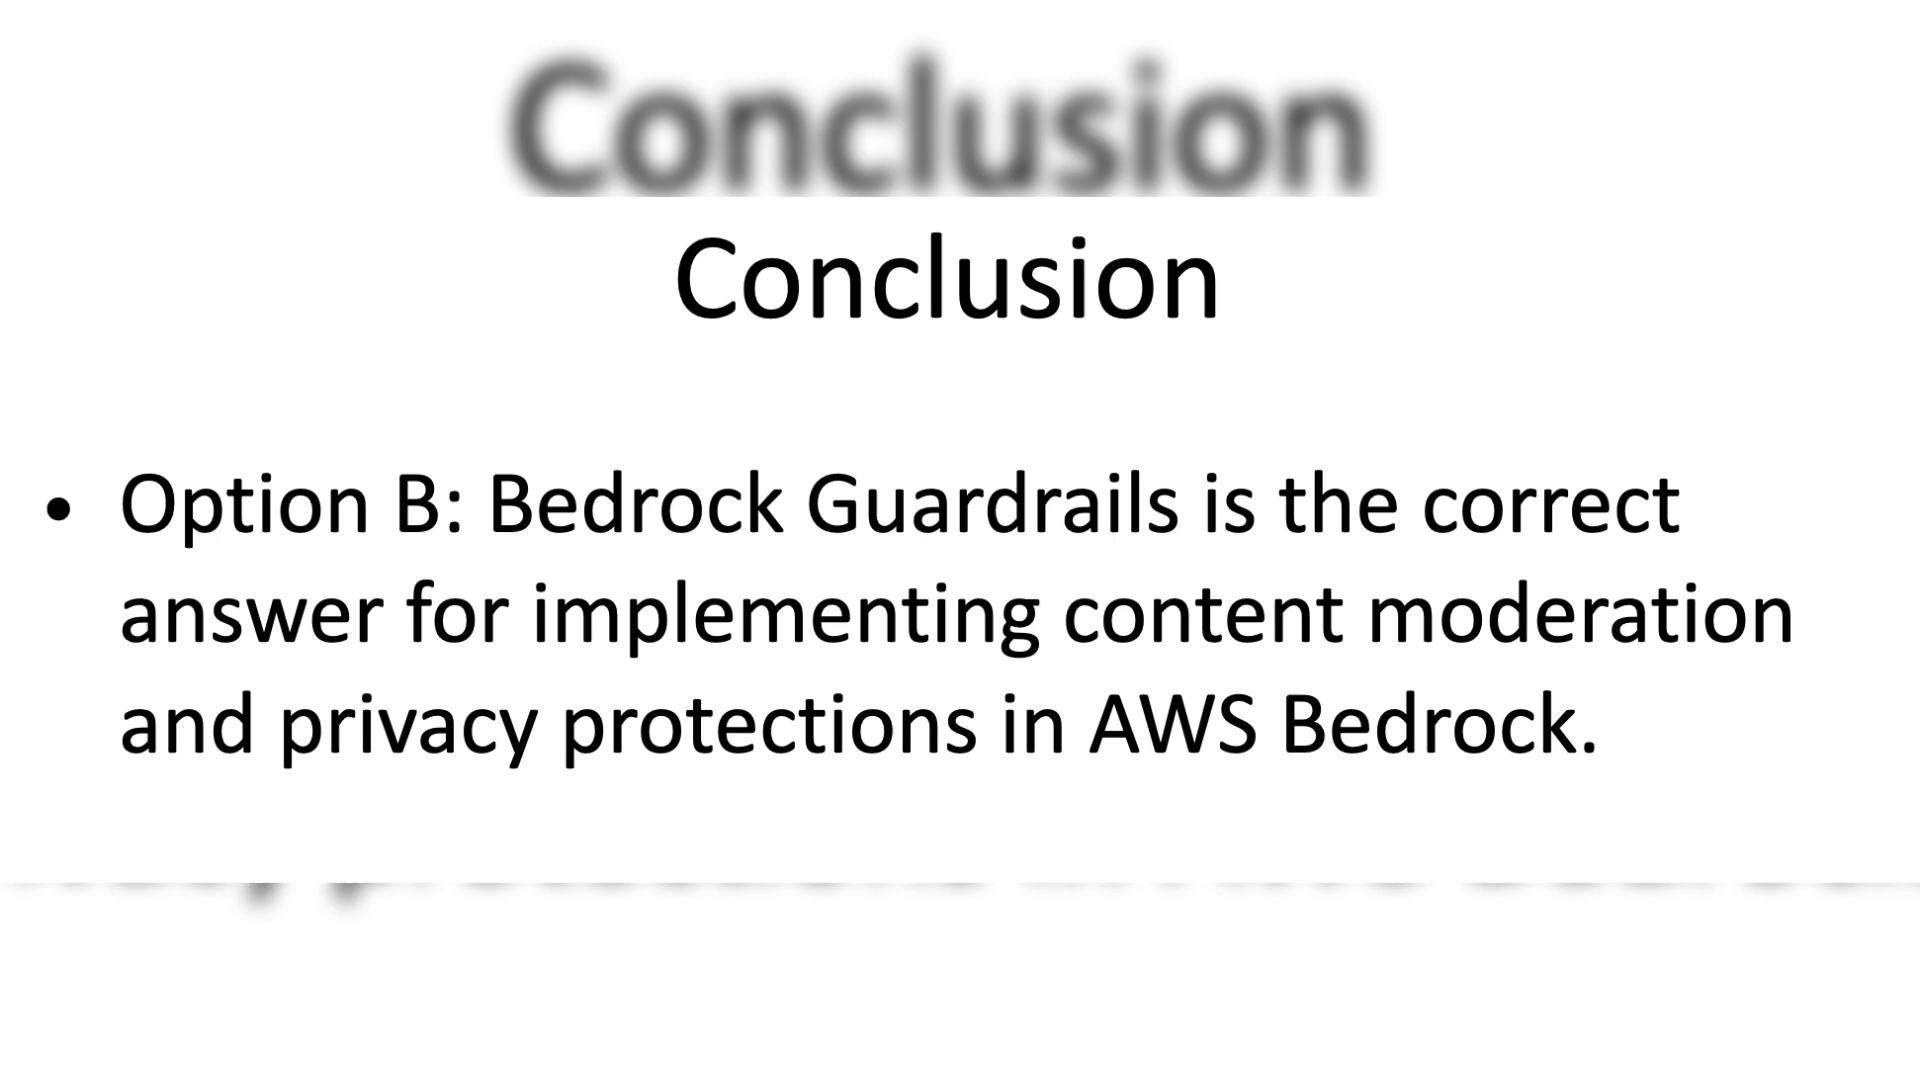 Conclusion
Conclusion
• Option B: Bedrock Guardrails is the correct
answer for implementing content moderation
and privacy protections in AWS Bedrock.